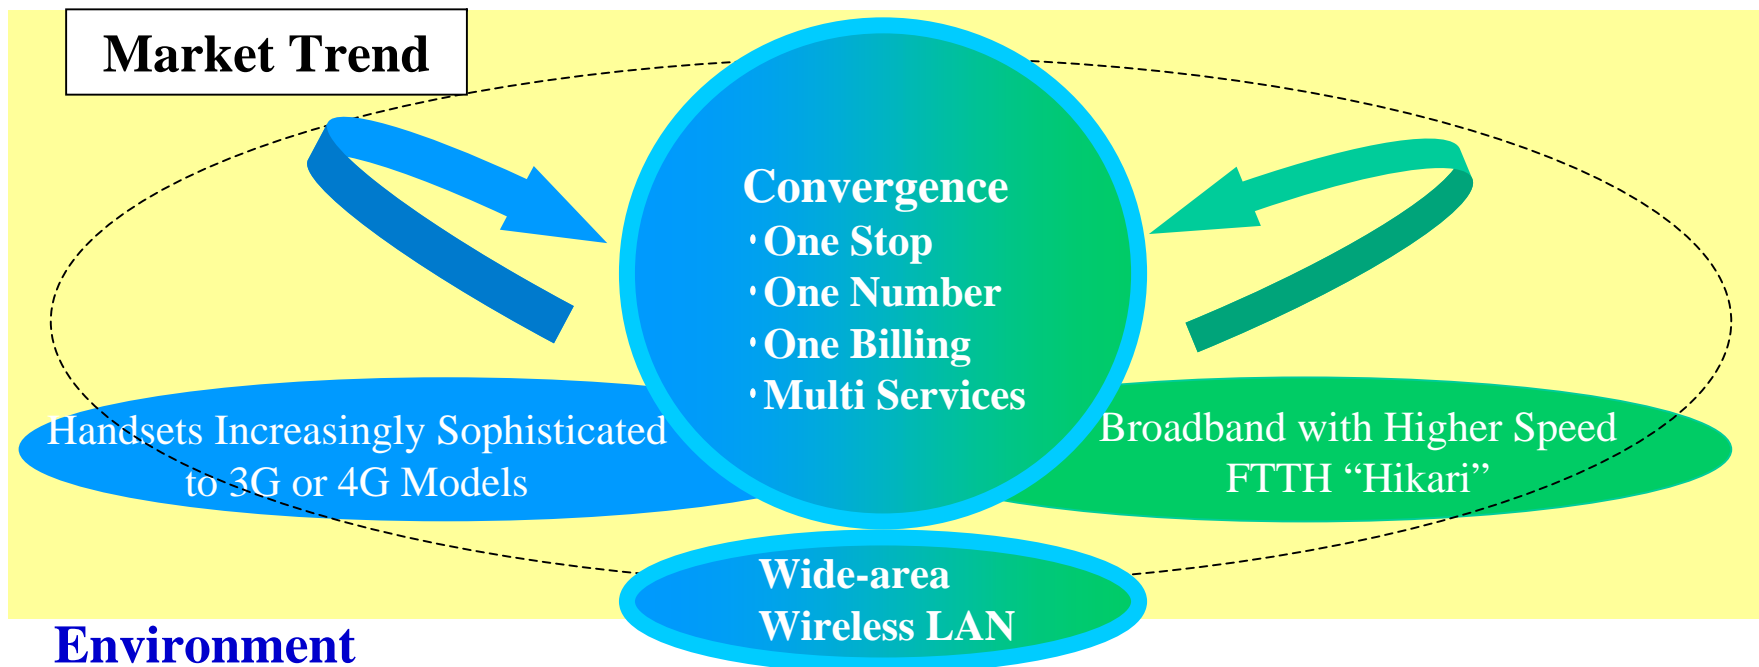 Market Trend
Convergence
・One Stop
・One Number
・One Billing
・Multi Services
Handsets Increasingly Sophisticated
to 3G or 4G Models
Broadband with Higher Speed
FTTH “Hikari”
Wide-area
Wireless LAN
Environment